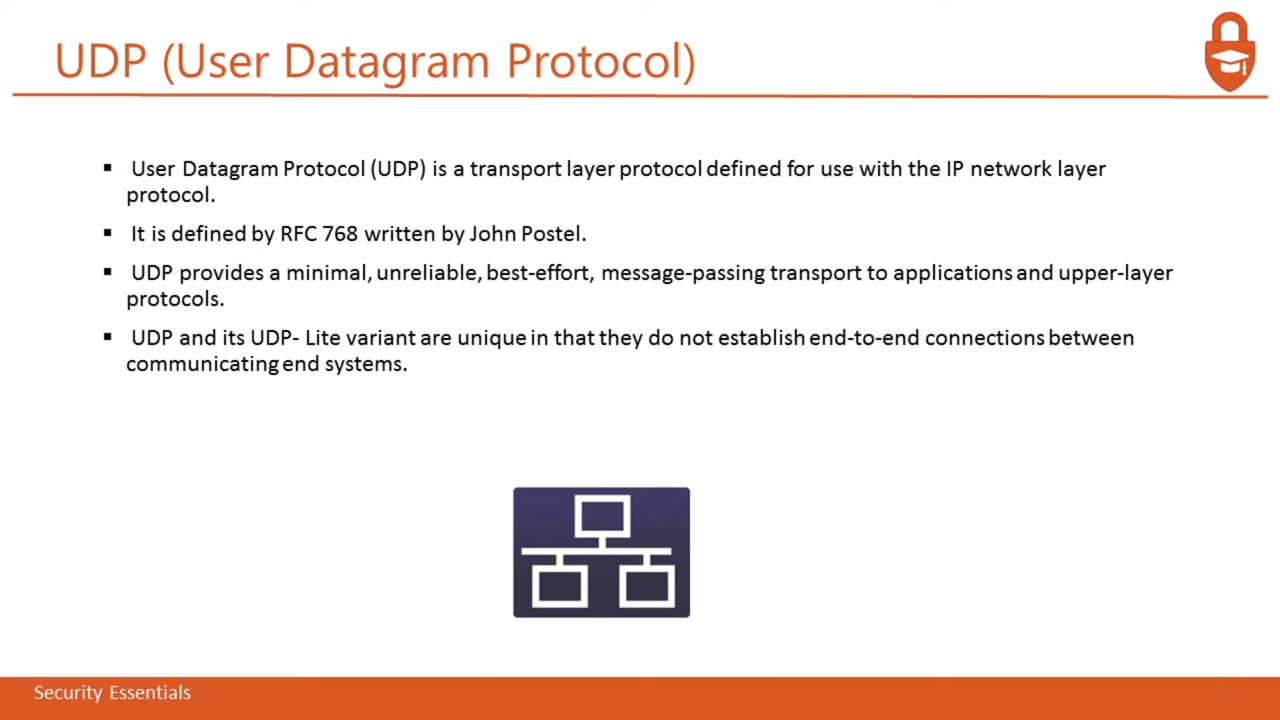 UDP (User Datagram Protocol)
▪ User Datagram Protocol (UDP) is a transport layer protocol defined for use with the IP network layer
protocol.
▪ It is defined by RFC 768 written by John Postel.
▪ UDP provides a minimal, unreliable, best-effort, message-passing transport to applications and upper-layer
protocols.
▪ UDP and its UDP- Lite variant are unique in that they do not establish end-to-end connections between
communicating end systems.
Security Essentials